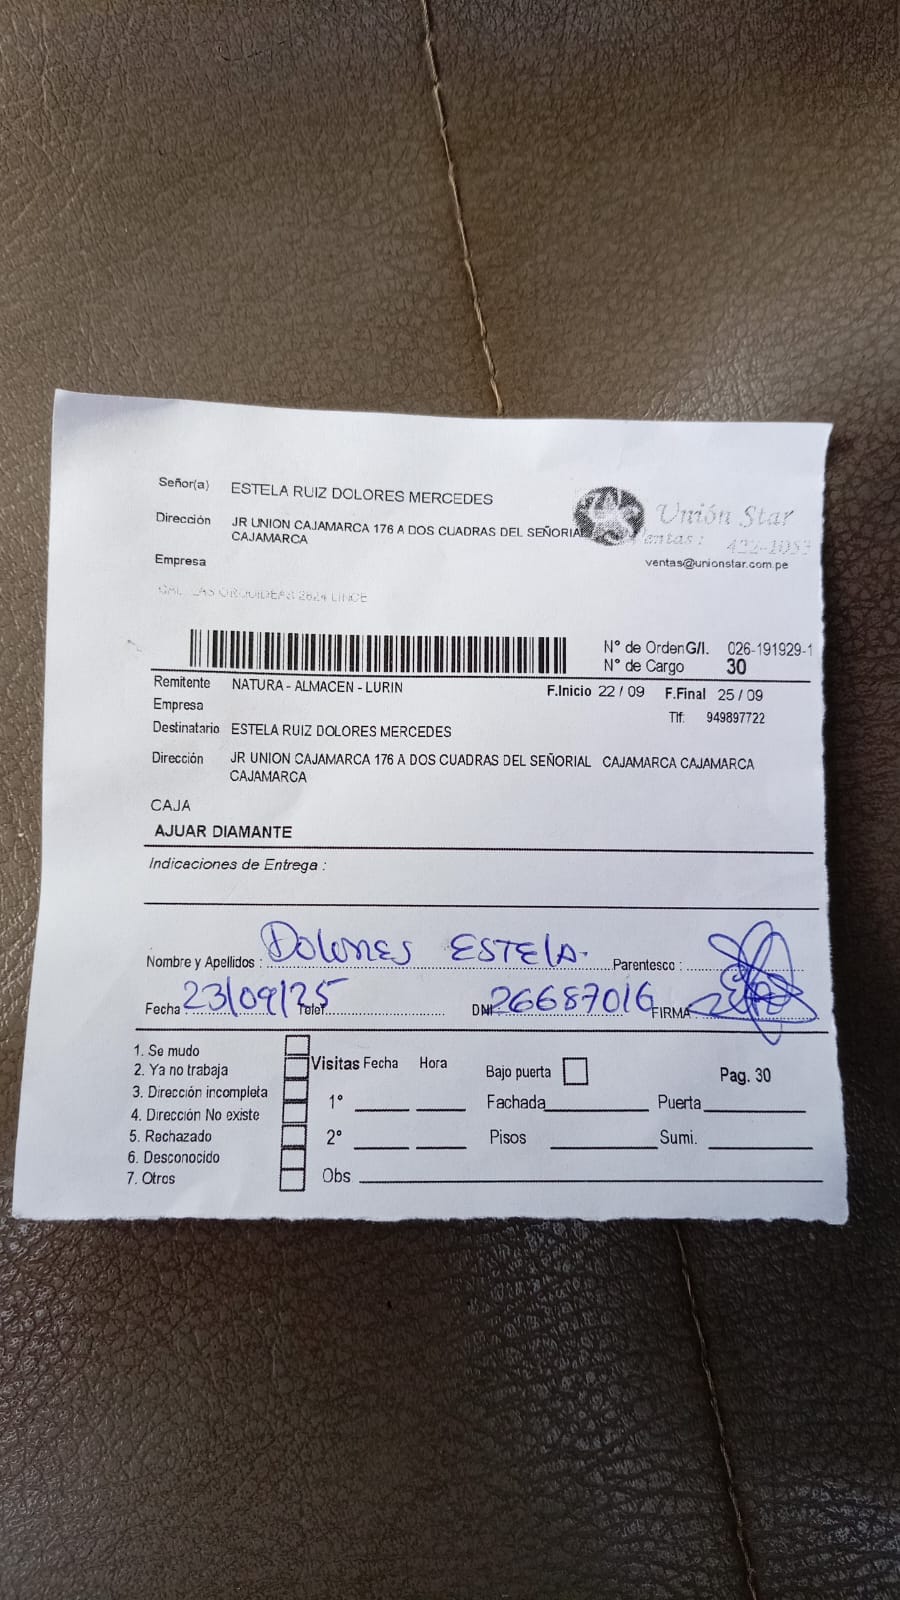 Señor(a) ESTELA RUIZ DOLORES MERCEDES
Unión Star
Dirección JR UNION CAJAMARCA 176 A DOS CUADRAS DEL SEÑORIAL
Ventas: 422-1053
CAJAMARCA
Empresa
ventas@unionstar.com.pe
CAL. LAS ORQUIDEAS 2624 LINCE
N° de Orden G/I. 026-191929-1
N° de Cargo 30
Remitente NATURA - ALMACEN - LURIN F.Inicio 22 / 09 F.Final 25 / 09
Empresa Tlf: 949897722
Destinatario ESTELA RUIZ DOLORES MERCEDES
Dirección JR UNION CAJAMARCA 176 A DOS CUADRAS DEL SEÑORIAL CAJAMARCA CAJAMARCA
CAJAMARCA
CAJA
AJUAR DIAMANTE
Indicaciones de Entrega :
Nombre y Apellidos : Dolores ESTELA. Parentesco :
Fecha 23/09/25 Telef. DNI 26687016 FIRMA
1. Se mudo
2. Ya no trabaja
3. Dirección incompleta
4. Dirección No existe
5. Rechazado
6. Desconocido
7. Otros
Visitas Fecha Hora
1°
2°
Obs
Bajo puerta Pag. 30
Fachada Puerta
Pisos Sumi.